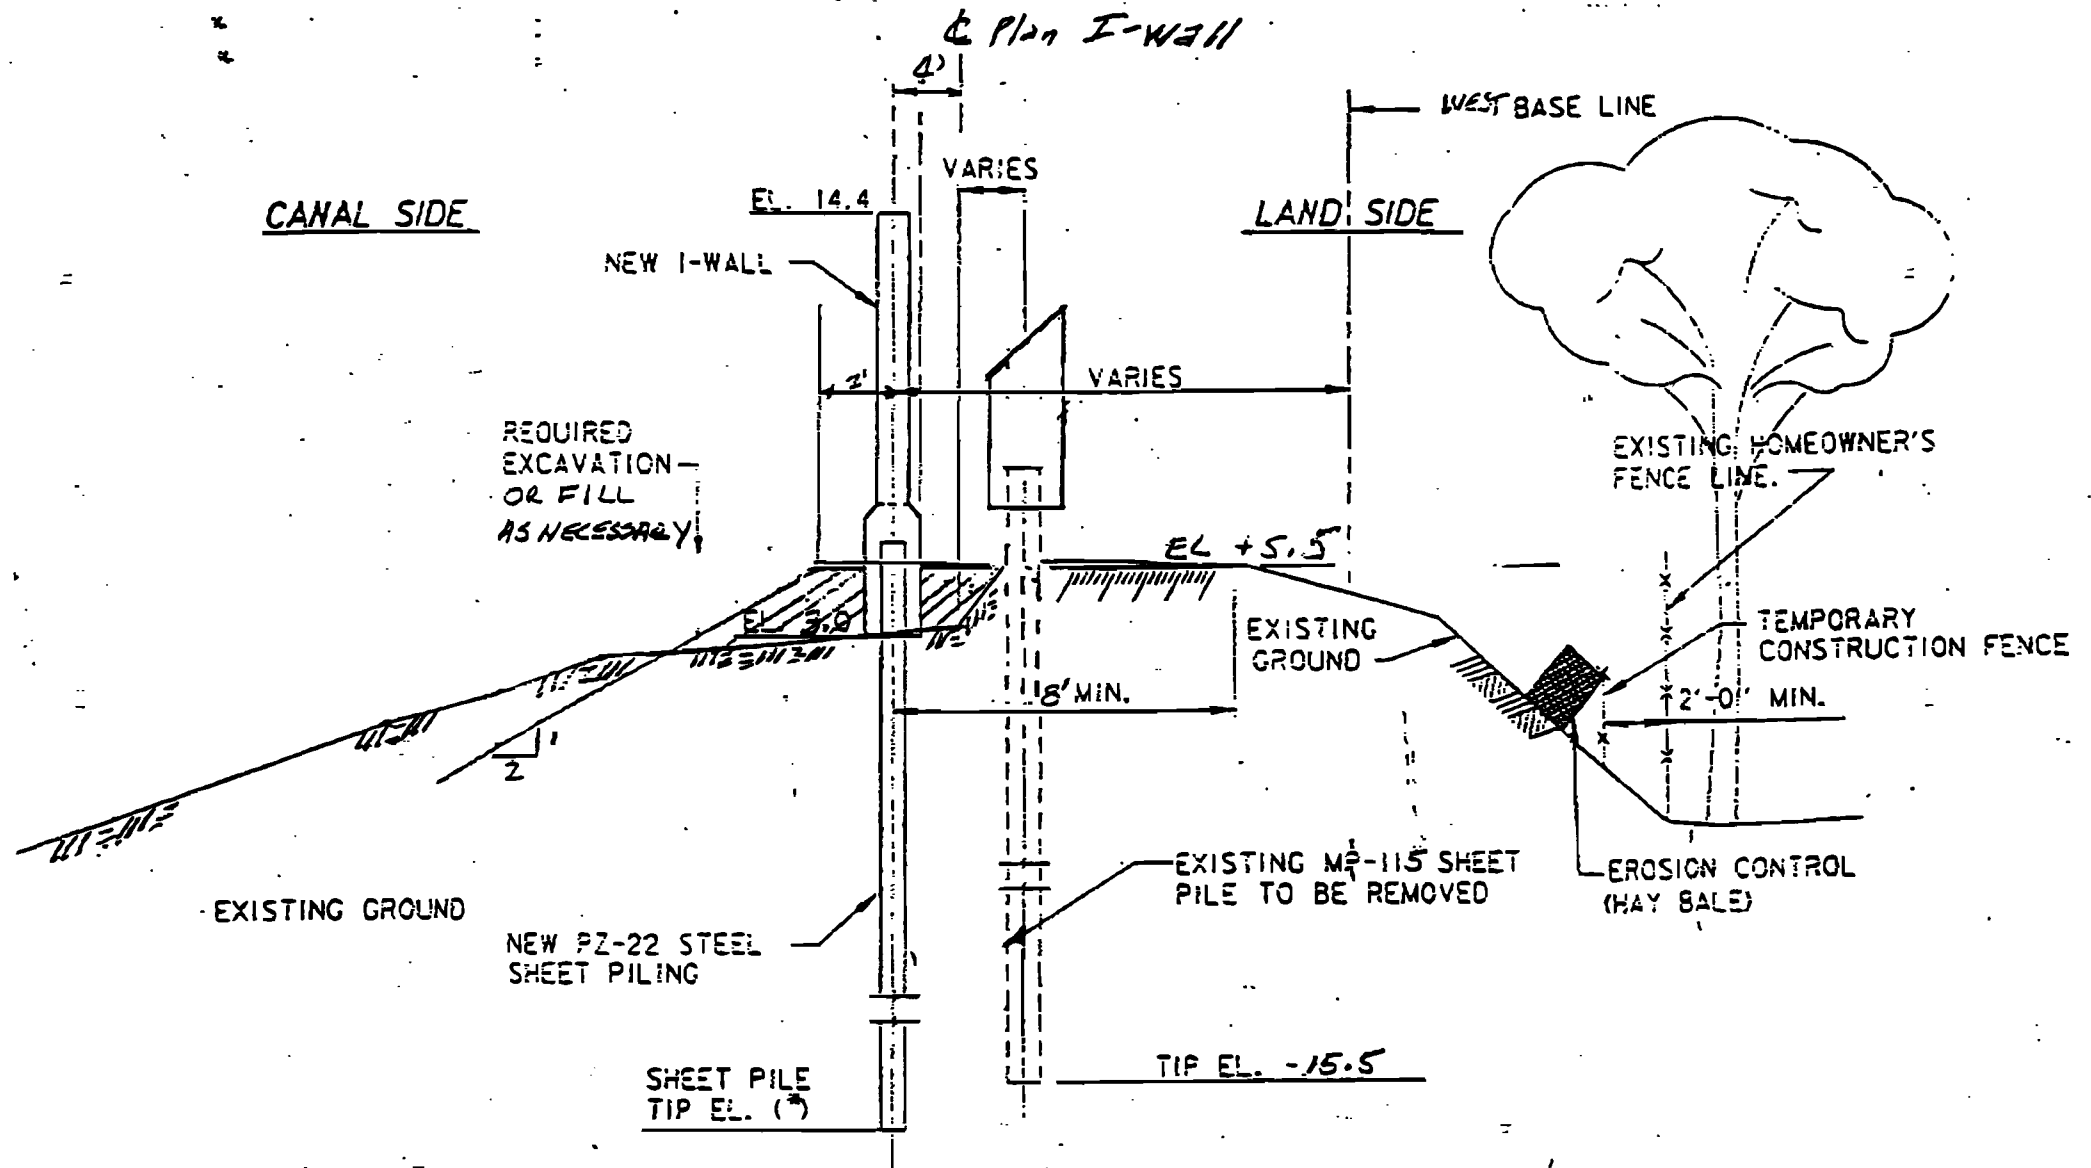 ℄ Plan I-Wall
4'
WEST BASE LINE
VARIES
CANAL SIDE
EL. 14.4
LAND SIDE
NEW I-WALL
2'
VARIES
REQUIRED
EXCAVATION
OR FILL
AS NECESSARY
EXISTING HOMEOWNER'S
FENCE LINE.
EL +5.5
EL. 3.0
EXISTING
GROUND
TEMPORARY
CONSTRUCTION FENCE
8' MIN.
2'-0" MIN.
1
2
EXISTING SHEET
PILE TO BE REMOVED
EROSION CONTROL
(HAY BALE)
EXISTING GROUND
NEW PZ-22 STEEL
SHEET PILING
TIP EL. -15.5
SHEET PILE
TIP EL. (*)